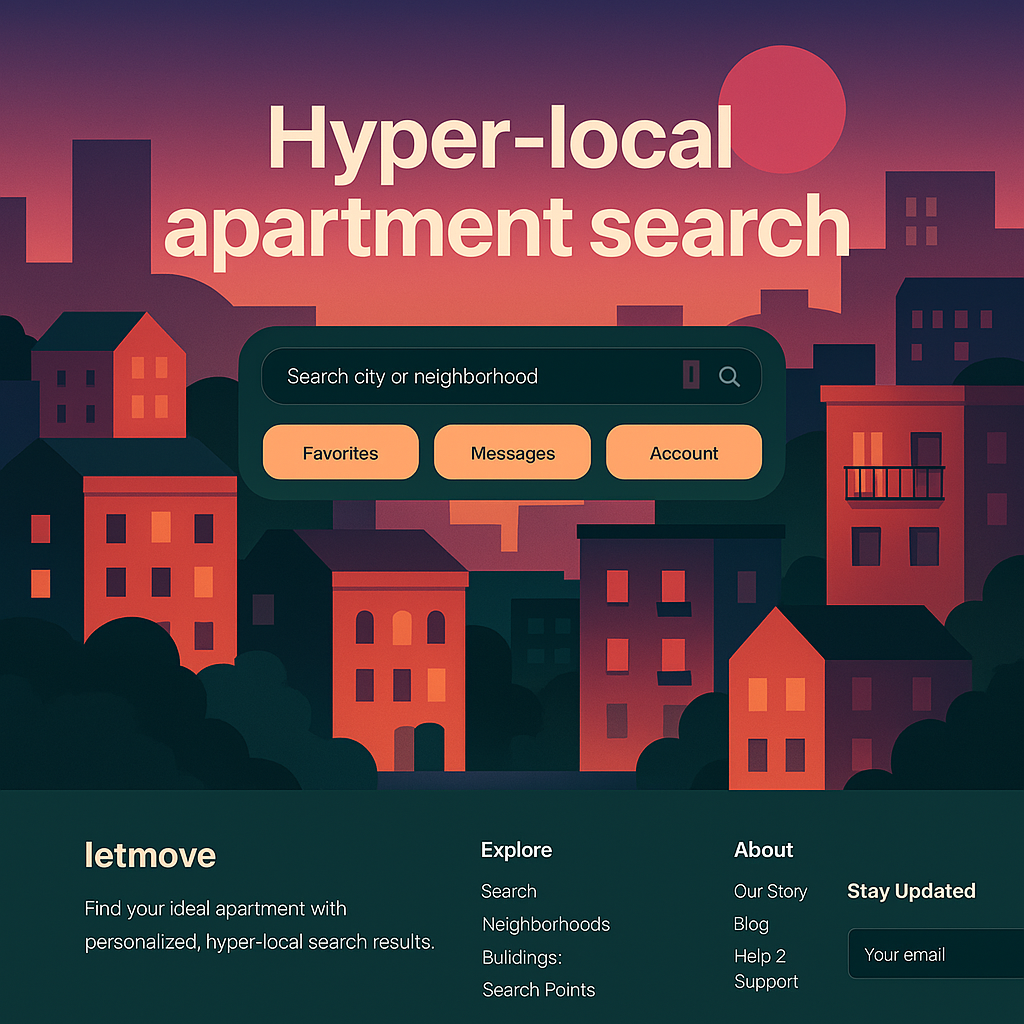 Hyper-local
apartment search
Search city or neighborhood
Favorites
Messages
Account
letmove
Find your ideal apartment with
personalized, hyper-local search results.
Explore
Search
Neighborhoods
Bulidings:
Search Points
About
Our Story
Blog
Help 2
Support
Stay Updated
Your email